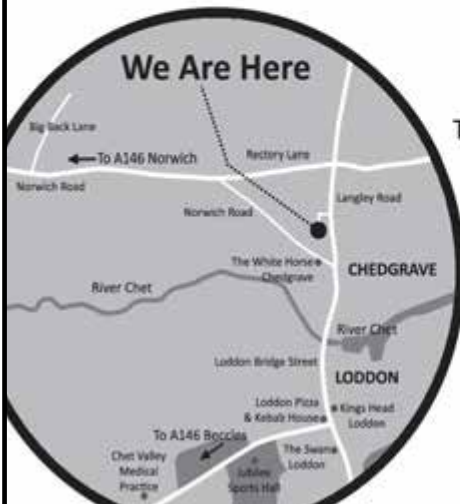 We Are Here
Big Back Lane
To A146 Norwich
Rectory Lane
Norwich Road
Langley Road
Norwich Road
The White Horse
Chedgrave
CHEDGRAVE
River Chet
River Chet
Loddon Bridge Street
LODDON
Loddon Pizza
& Kebab House
Kings Head
Loddon
To A146 Beccles
The Swan
Loddon
Chet Valley
Medical
Practice
Jubilee
Sports Hall
T